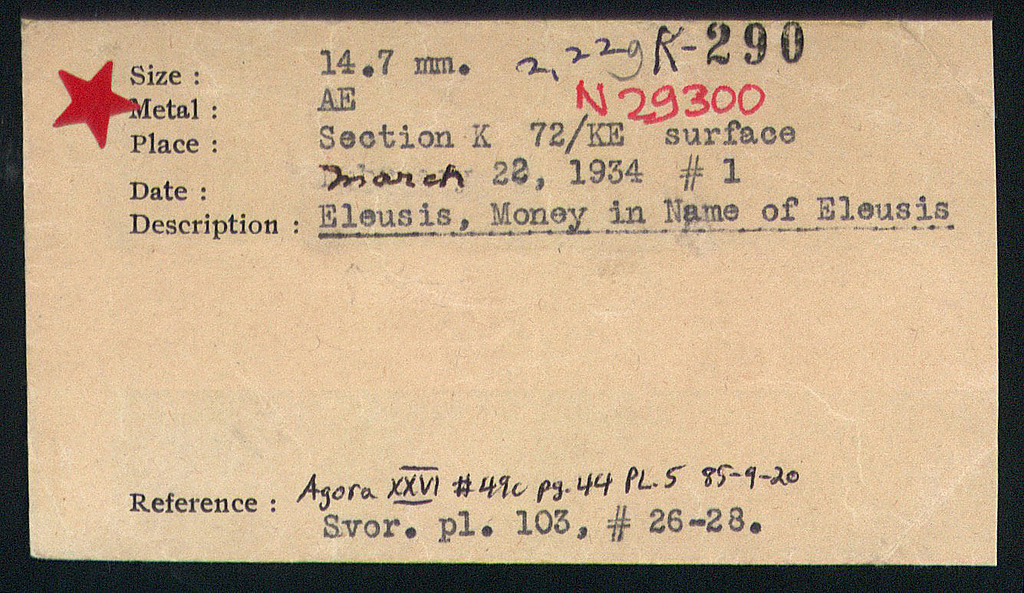 Size : 14.7 mm. 2,22g K-290
Metal : AE N 29300
Place : Section K 72/KE surface
Date : March 22, 1934 # 1
Description : Eleusis, Money in Name of Eleusis
Reference : Agora XXVI #49c pg.44 PL.5 85-9-20
Svor. pl. 103, # 26-28.